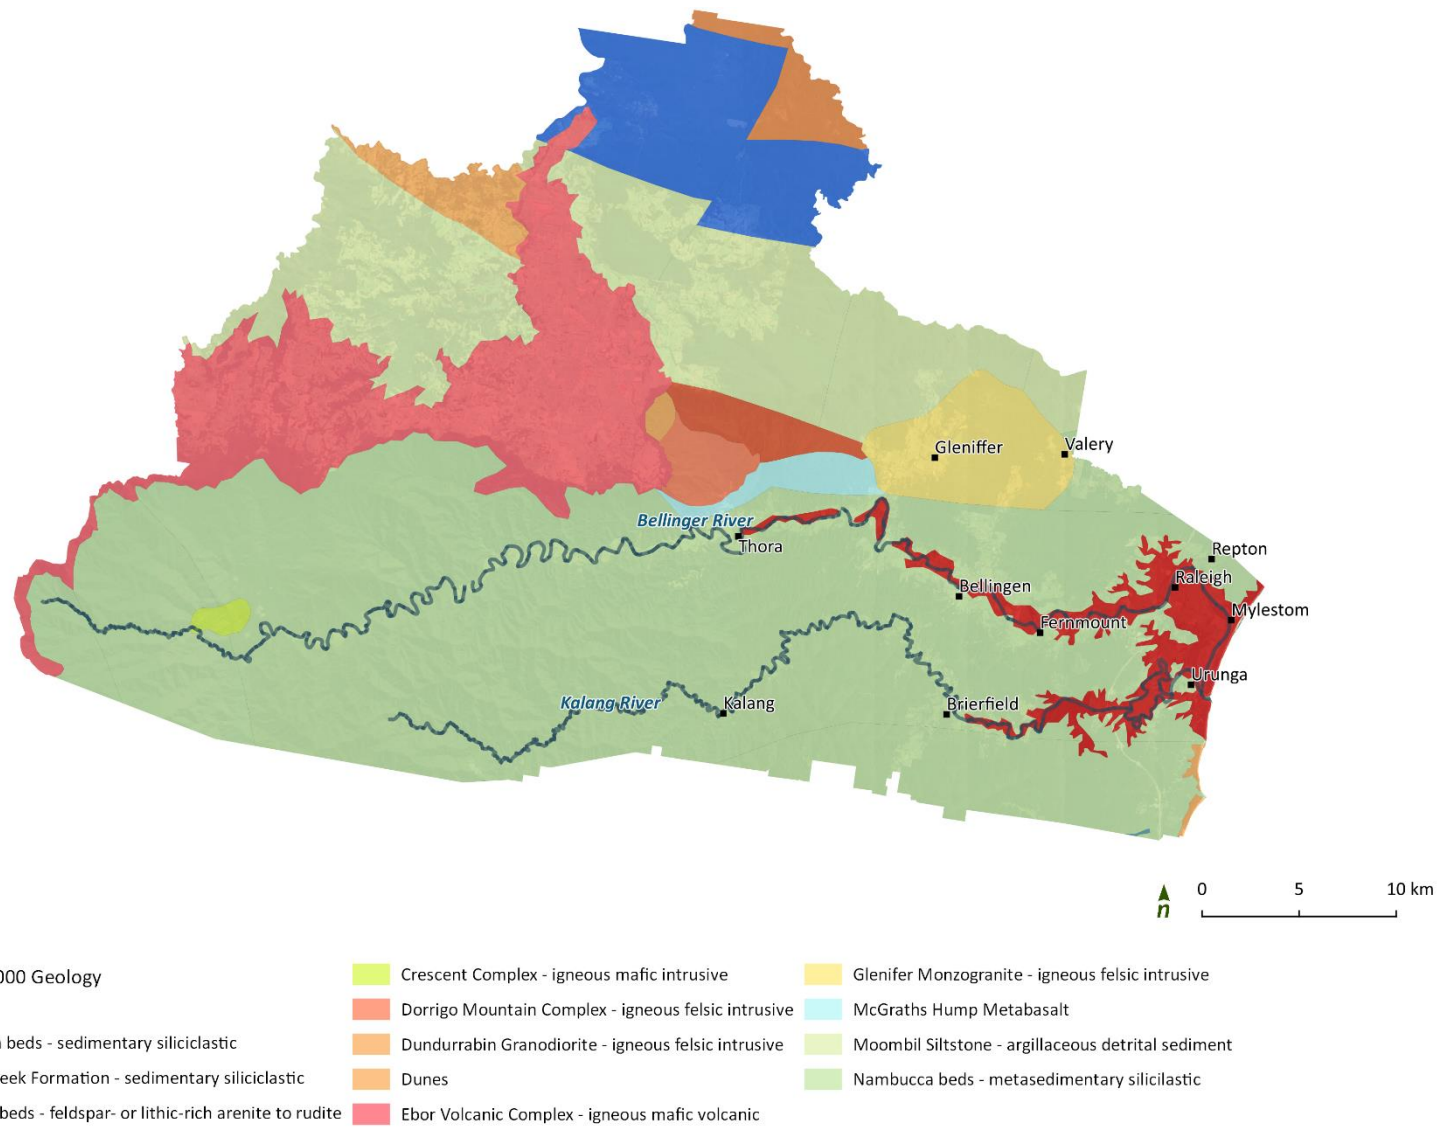 Gleniffer
Valery
Bellinger River
Thora
Repton
Raleigh
Bellingen
Mylestom
Fernmount
Urunga
Kalang River
Kalang
Brierfield
0 5 10 km
n
000 Geology
beds - sedimentary siliciclastic
eek Formation - sedimentary siliciclastic
beds - feldspar- or lithic-rich arenite to rudite
Crescent Complex - igneous mafic intrusive
Dorrigo Mountain Complex - igneous felsic intrusive
Dundurrabin Granodiorite - igneous felsic intrusive
Dunes
Ebor Volcanic Complex - igneous mafic volcanic
Glenifer Monzogranite - igneous felsic intrusive
McGraths Hump Metabasalt
Moombil Siltstone - argillaceous detrital sediment
Nambucca beds - metasedimentary silicilastic